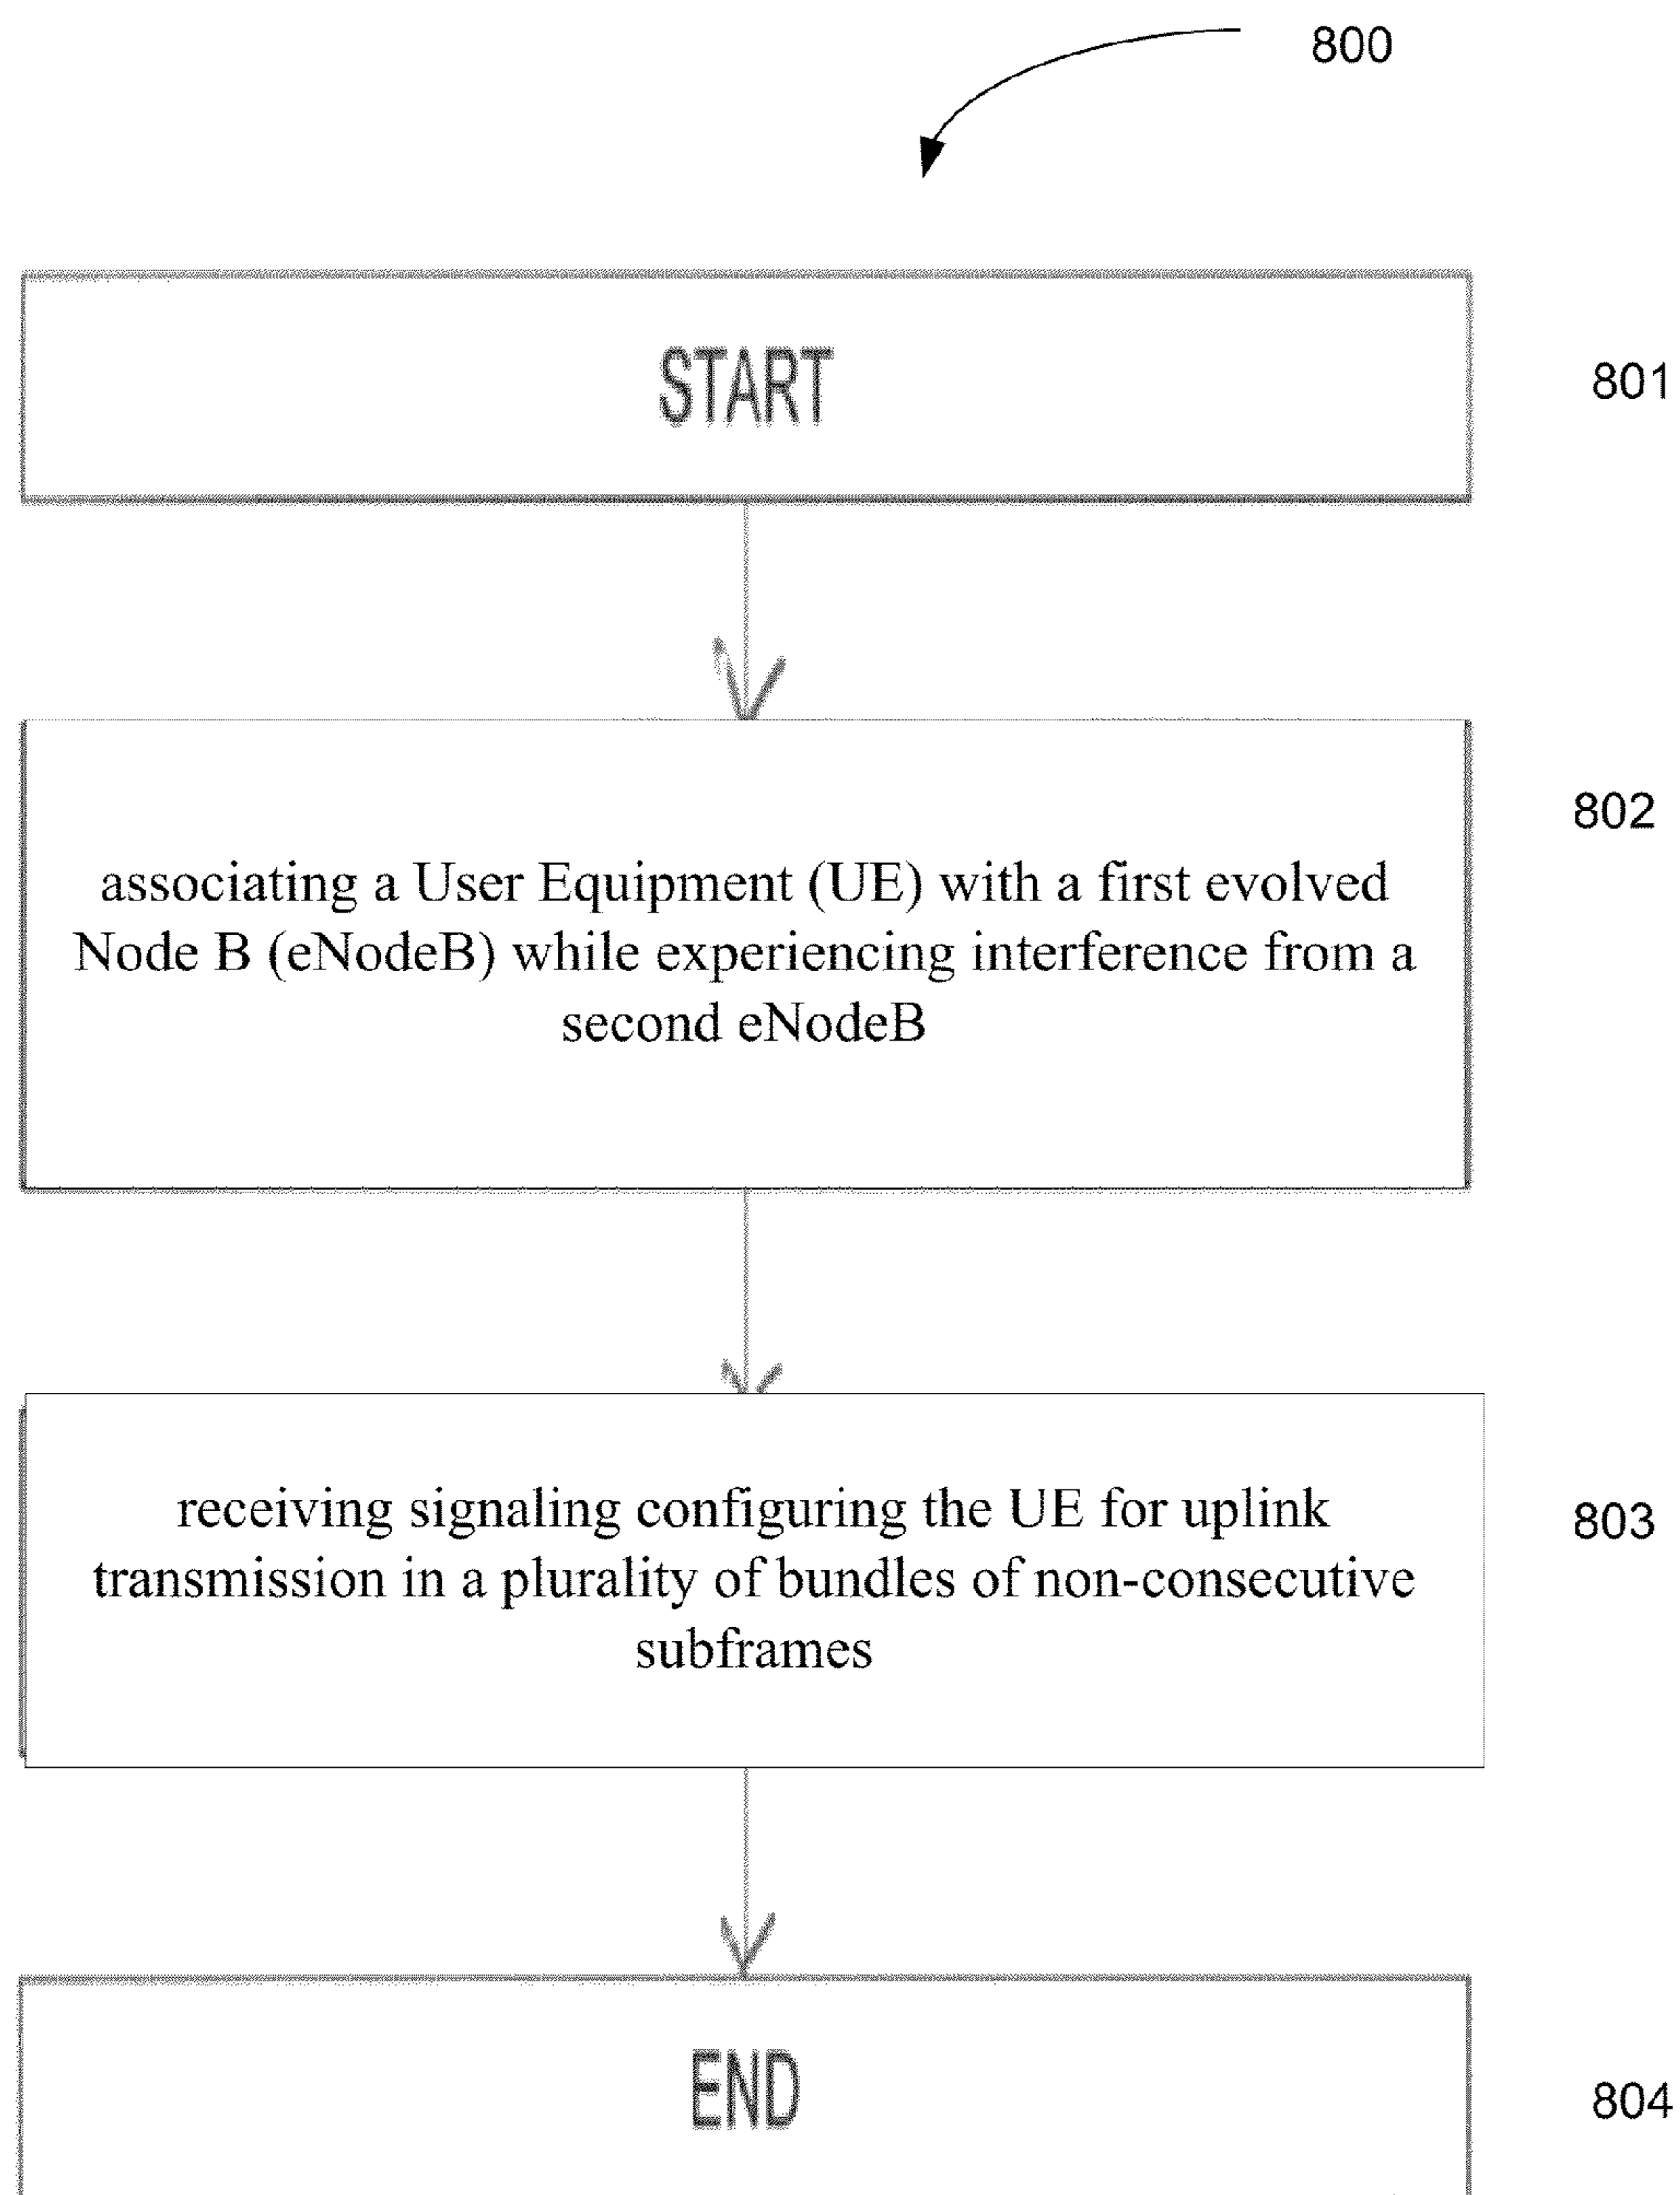 800
START
801
802
associating a User Equipment (UE) with a first evolved
Node B (eNodeB) while experiencing interference from a
second eNodeB
803
receiving signaling configuring the UE for uplink
transmission in a plurality of bundles of non-consecutive
subframes
END
804